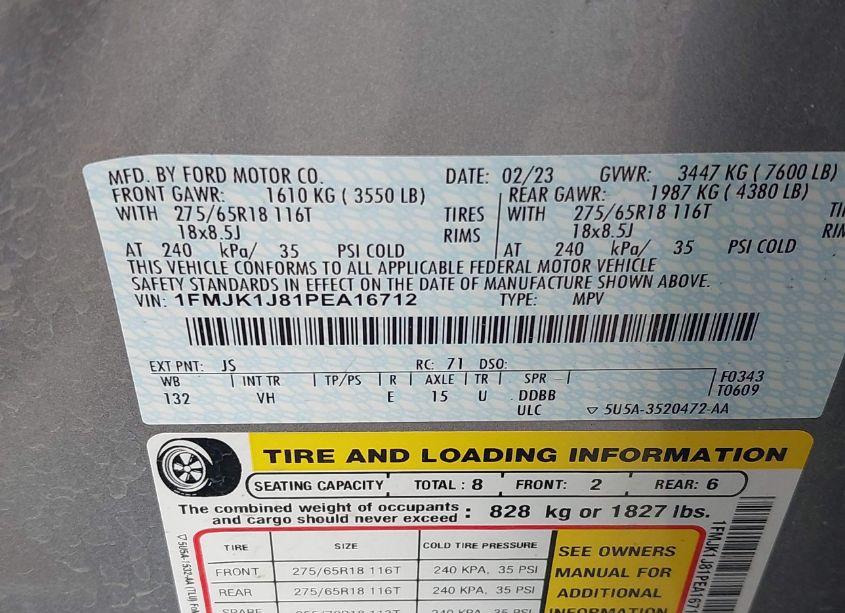 MFD. BY FORD MOTOR CO. DATE: 02/23 GVWR: 3447 KG ( 7600 LB)
FRONT GAWR: 1610 KG ( 3550 LB) REAR GAWR: 1987 KG ( 4380 LB)
WITH 275/65R18 116T TIRES WITH 275/65R18 116T
18x8.5J RIMS 18x8.5J
AT 240 kPa/ 35 PSI COLD AT 240 kPa/ 35 PSI COLD
THIS VEHICLE CONFORMS TO ALL APPLICABLE FEDERAL MOTOR VEHICLE
SAFETY STANDARDS IN EFFECT ON THE DATE OF MANUFACTURE SHOWN ABOVE.
VIN: 1FMJK1J81PEA16712 TYPE: MPV
EXT PNT: JS RC: 71 DSO:
WB INT TR TP/PS R AXLE TR SPR F0343
132 VH E 15 U DDBB T0609
ULC ▽ 5U5A-3520472-AA
TIRE AND LOADING INFORMATION
SEATING CAPACITY TOTAL : 8 FRONT: 2 REAR: 6
The combined weight of occupants
and cargo should never exceed : 828 kg or 1827 lbs.
TIRE SIZE COLD TIRE PRESSURE
FRONT 275/65R18 116T 240 KPA, 35 PSI
REAR 275/65R18 116T 240 KPA, 35 PSI
SEE OWNERS
MANUAL FOR
ADDITIONAL
INFORMATION